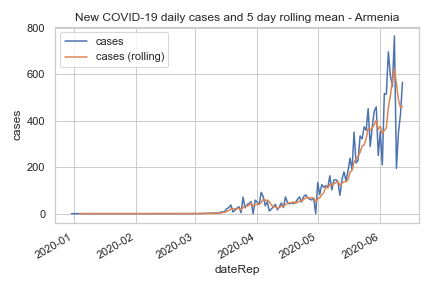 New COVID-19 daily cases and 5 day rolling mean - Armenia
cases
cases (rolling)
800
600
400
200
0
cases
2020-01
2020-02
2020-03
2020-04
2020-05
2020-06
dateRep